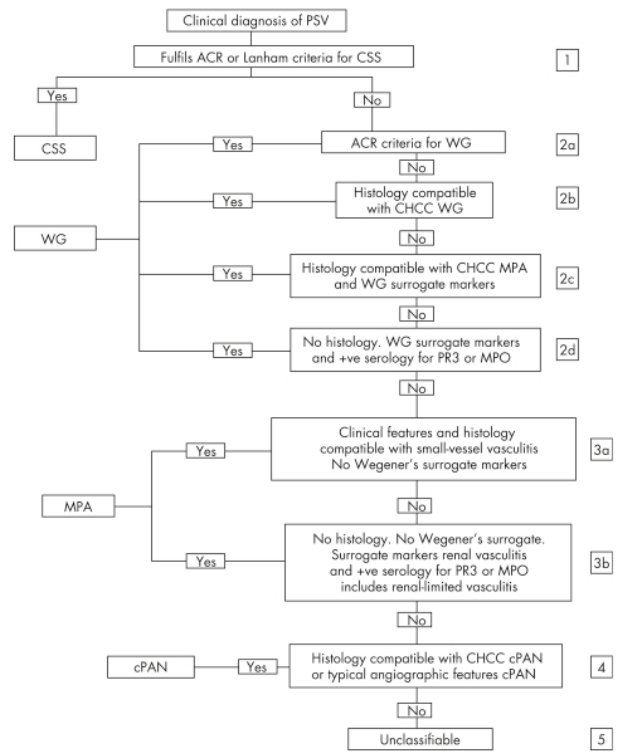 Clinical diagnosis of PSV
Fulfils ACR or Lanham criteria for CSS
1
Yes
No
CSS
Yes
ACR criteria for WG
2a
No
Yes
Histology compatible
with CHCC WG
2b
WG
No
Yes
Histology compatible with CHCC MPA
and WG surrogate markers
2c
No
Yes
No histology. WG surrogate markers
and +ve serology for PR3 or MPO
2d
No
Yes
Clinical features and histology
compatible with small-vessel vasculitis
No Wegener's surrogate markers
3a
MPA
No
Yes
No histology. No Wegener's surrogate.
Surrogate markers renal vasculitis
and +ve serology for PR3 or MPO
includes renal-limited vasculitis
3b
No
cPAN
Yes
Histology compatible with CHCC cPAN
or typical angiographic features cPAN
4
No
Unclassifiable
5